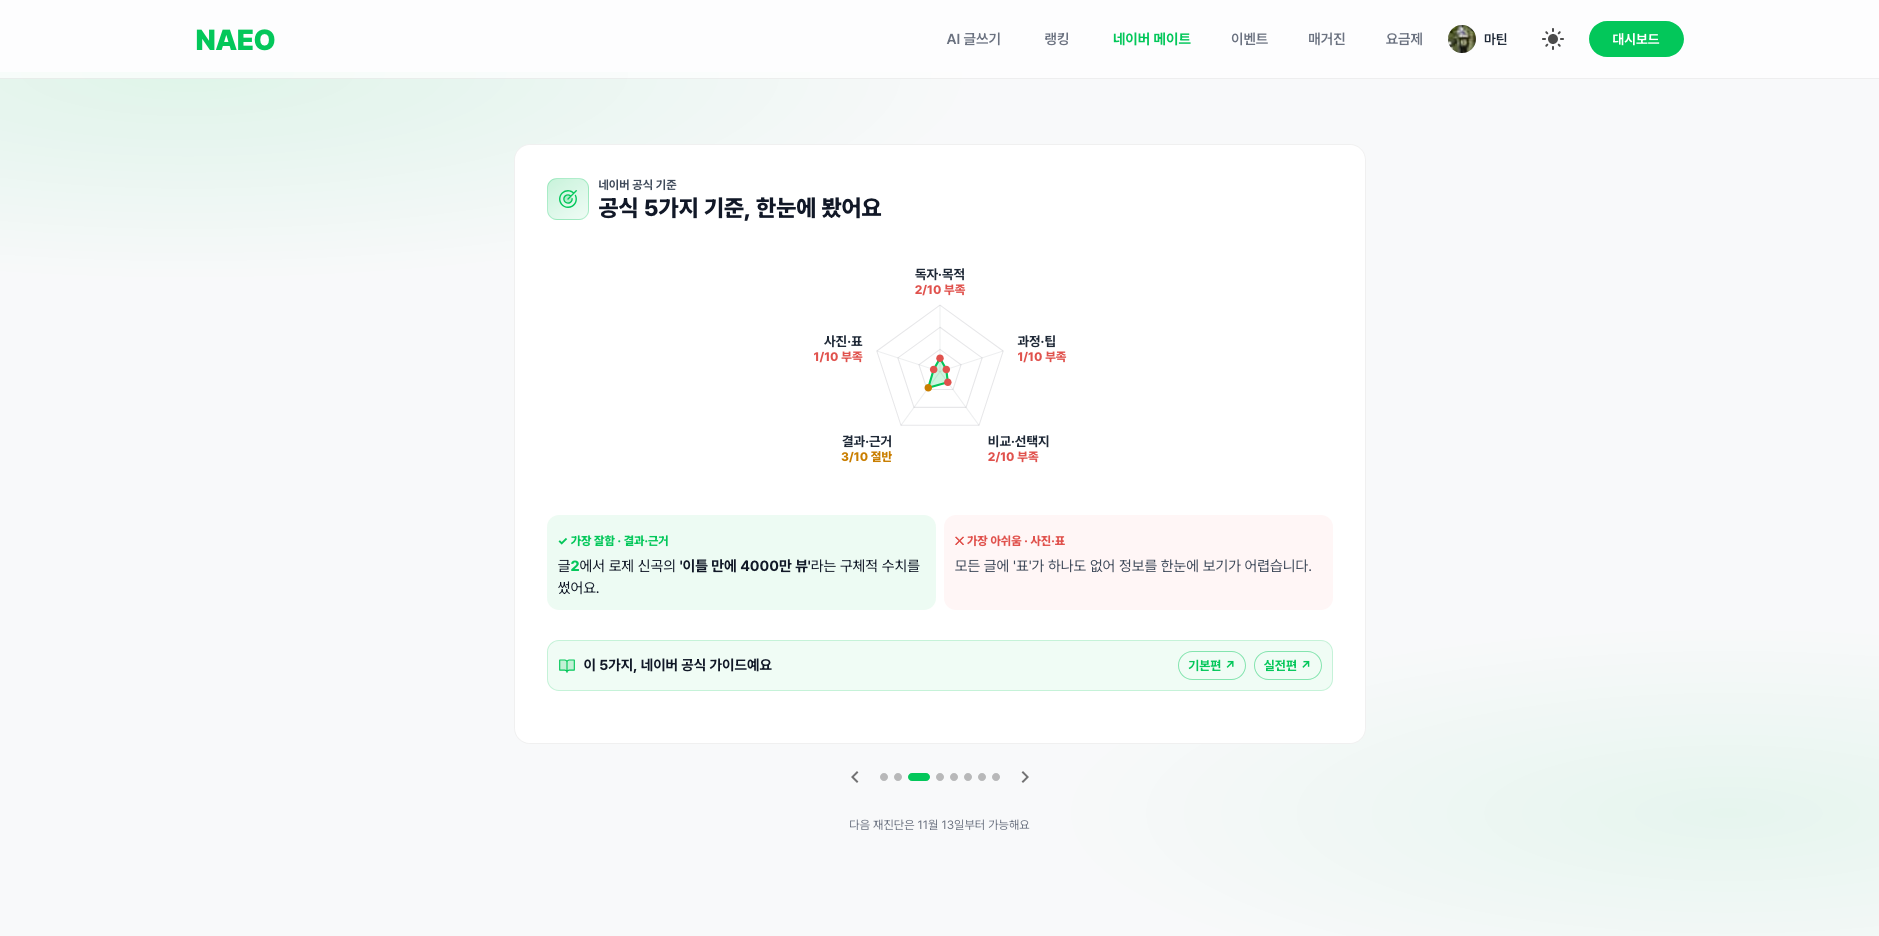 NAEO
AI 글쓰기
랭킹
네이버 메이트
이벤트
매거진
요금제
마틴
대시보드
네이버 공식 기준
공식 5가지 기준, 한눈에 봤어요
독자·목적
2/10 부족
사진·표
1/10 부족
과정·팁
1/10 부족
결과·근거
3/10 절반
비교·선택지
2/10 부족
가장 잘함 · 결과·근거
글2에서 로제 신곡의 '이틀 만에 4000만 뷰'라는 구체적 수치를
썼어요.
가장 아쉬움 · 사진·표
모든 글에 '표'가 하나도 없어 정보를 한눈에 보기가 어렵습니다.
이 5가지, 네이버 공식 가이드예요
기본편 ↗
실전편 ↗
다음 재진단은 11월 13일부터 가능해요